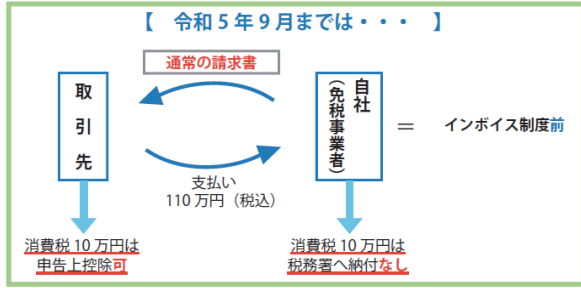 【 令和5年9月までは・・・ 】
通常の請求書
取引先
自社
（免税事業者）
＝ インボイス制度前
支払い
110万円（税込）
消費税10万円は
申告上控除可
消費税10万円は
税務署へ納付なし